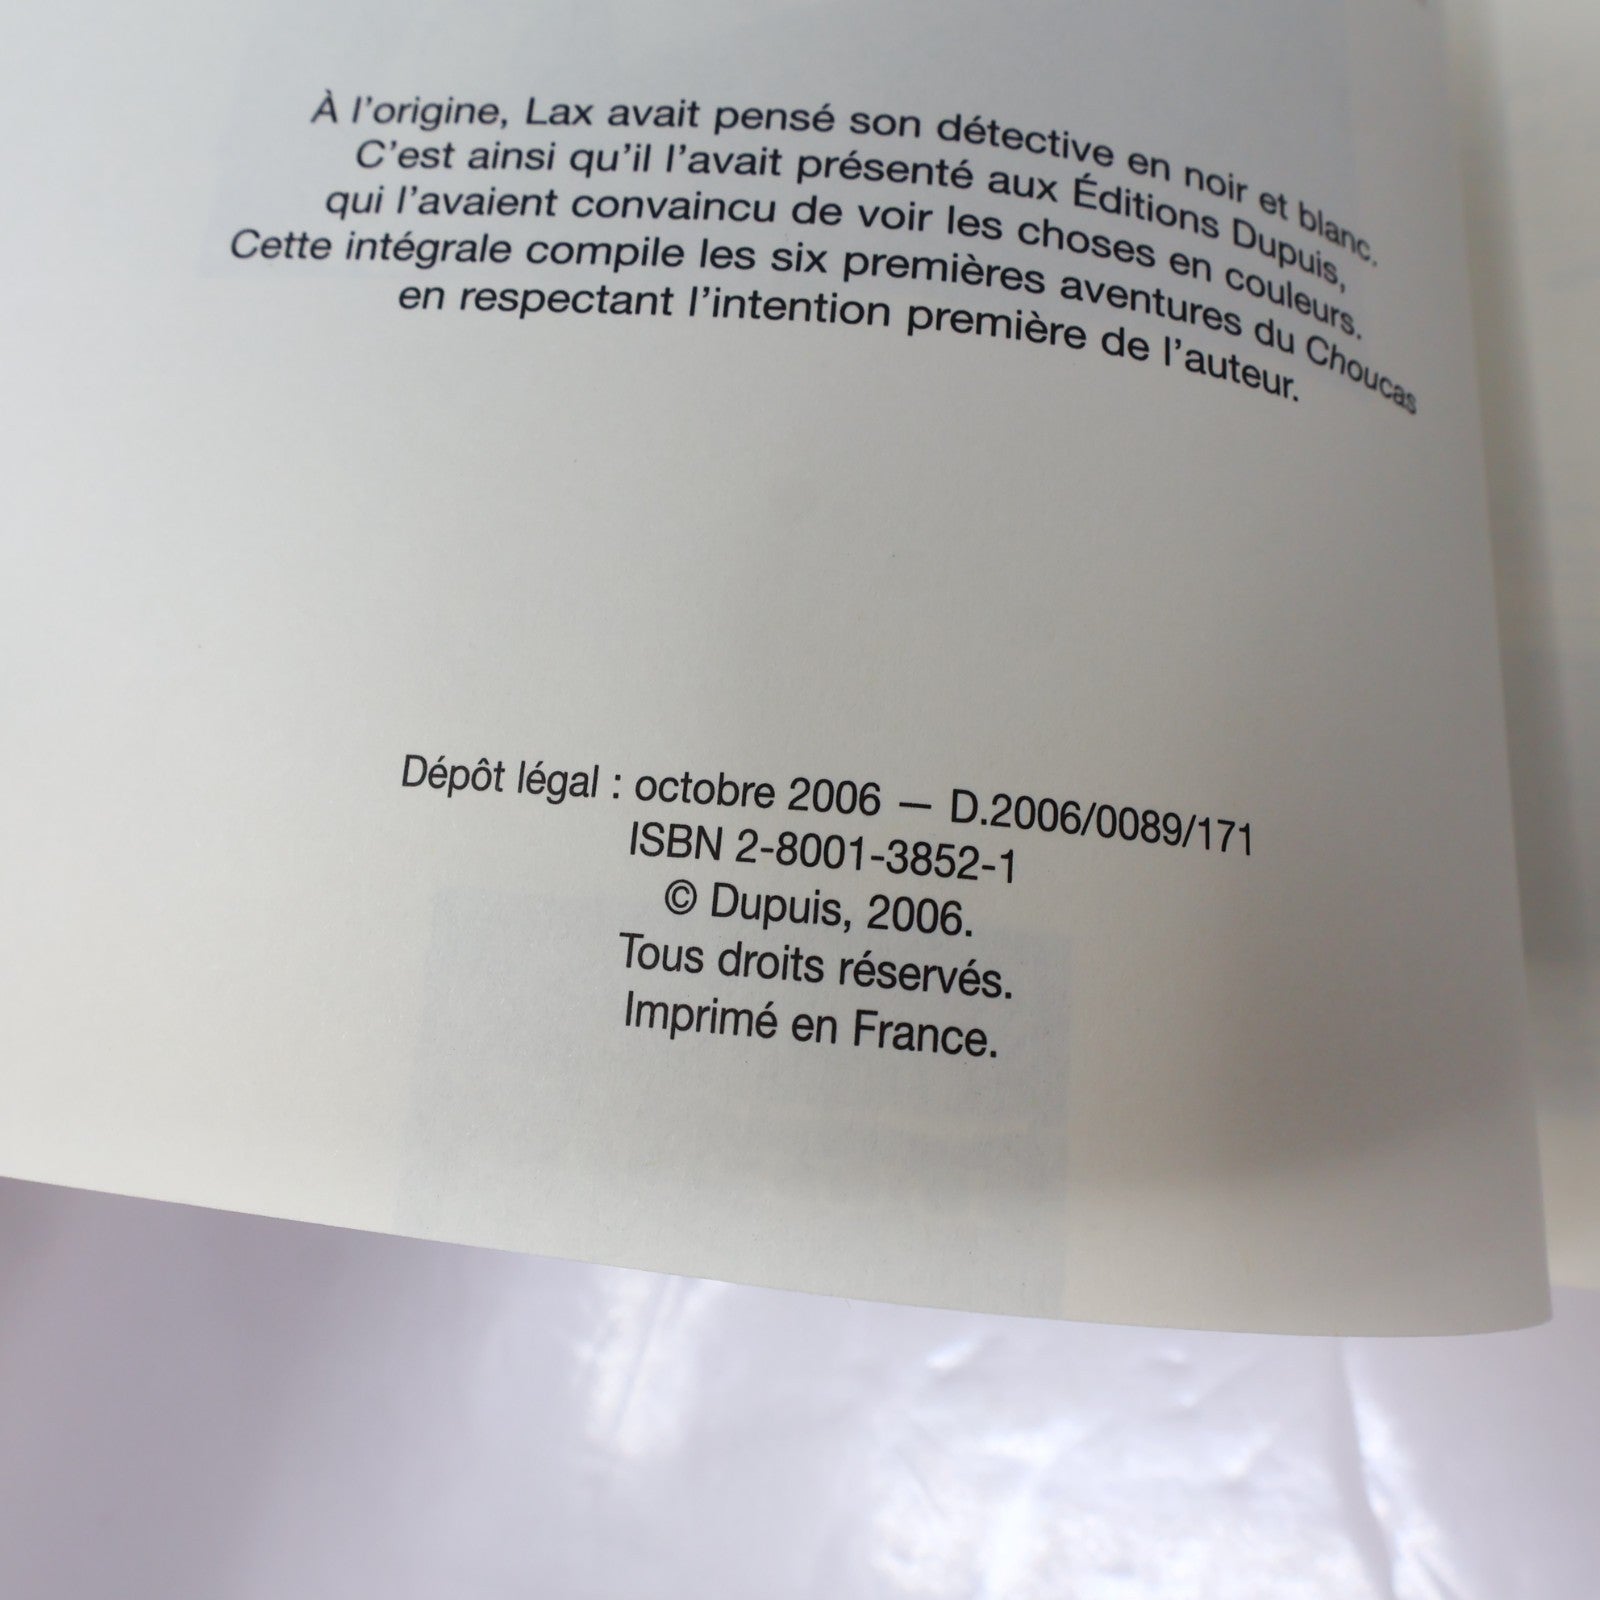 À l'origine, Lax avait pensé son détective en noir et blanc.
C'est ainsi qu'il l'avait présenté aux Éditions Dupuis,
qui l'avaient convaincu de voir les choses en couleurs.
Cette intégrale compile les six premières aventures du Choucas
en respectant l'intention première de l'auteur.
Dépôt légal : octobre 2006 — D.2006/0089/171
ISBN 2-8001-3852-1
© Dupuis, 2006.
Tous droits réservés.
Imprimé en France.